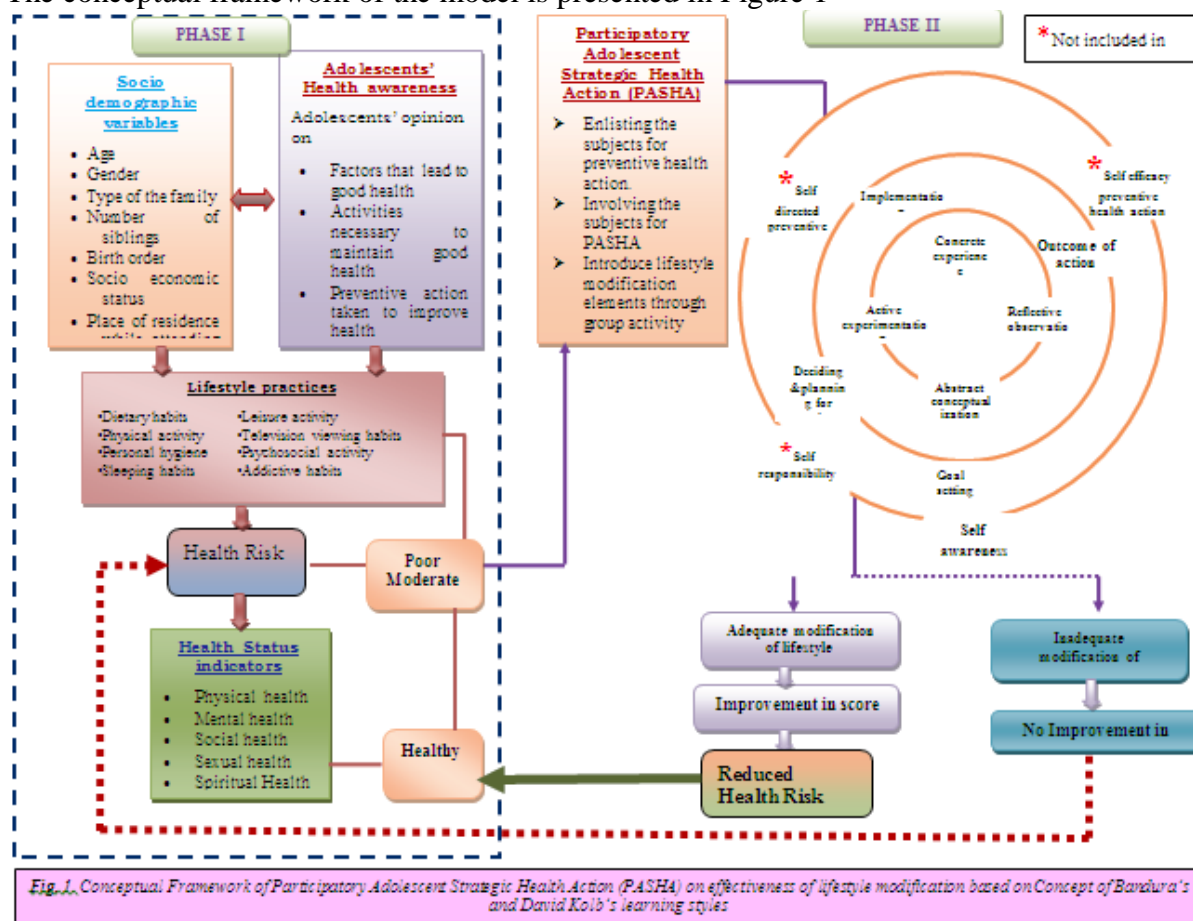 The conceptual framework of the model is presented in Figure 1
PHASE I
Socio
demographic
variables
• Age
• Gender
• Type of the family
• Number of
siblings
• Birth order
• Socio economic
status
• Place of residence
while attending
Adolescents'
Health awareness
Adolescents' opinion
on
• Factors that lead to
good health
• Activities
necessary to
maintain good
health
• Preventive action
taken to improve
health
Lifestyle practices
•Dietary habits
•Physical activity
•Personal hygiene
•Sleeping habits
•Leisure activity
•Television viewing habits
•Psychosocial activity
•Addictive habits
Health Risk
Poor
Moderate
Health Status
indicators
• Physical health
• Mental health
• Social health
• Sexual health
• Spiritual Health
Healthy
Participatory
Adolescent
Strategic Health
Action (PASHA)
➢ Enlisting the
subjects for
preventive health
action.
➢ Involving the
subjects for
PASHA
➢ Introduce lifestyle
modification
elements through
group activity
PHASE II
*Not included in
*Self
directed
preventive
Implementatio
*Self efficacy
preventive
health action
Concrete
experienc
Outcome of
action
Active
experimentatio
Reflective
observatio
Deciding
&plannin
g for
Abstract
conceptual
ization
*Self
responsibility
Goal
setting
Self
awareness
Adequate modification
of lifestyle
Improvement in score
Reduced
Health Risk
Inadequate
modification of
No Improvement in
Fig. 1. Conceptual Framework of Participatory Adolescent Strategic Health Action (PASHA) on effectiveness of lifestyle modification based on Concept of Bandura's
and David Kolb's learning styles